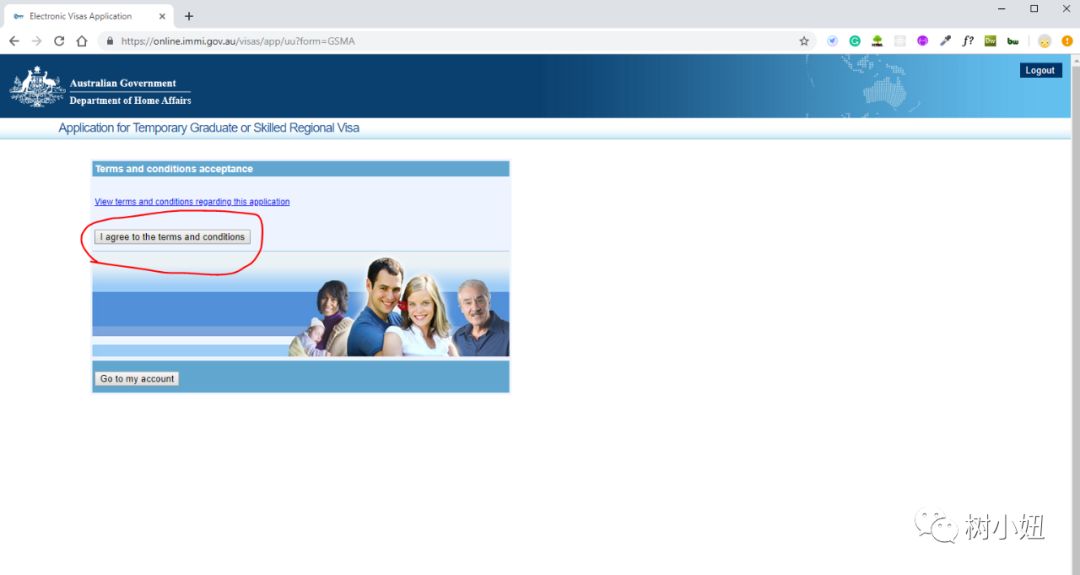 Electronic Visas Application
https://online.immi.gov.au/visas/app/uu?form=GSMA
f?
Dw
bw
Australian Government
Department of Home Affairs
Logout
Application for Temporary Graduate or Skilled Regional Visa
Terms and conditions acceptance
View terms and conditions regarding this application
I agree to the terms and conditions
Go to my account
树小妞